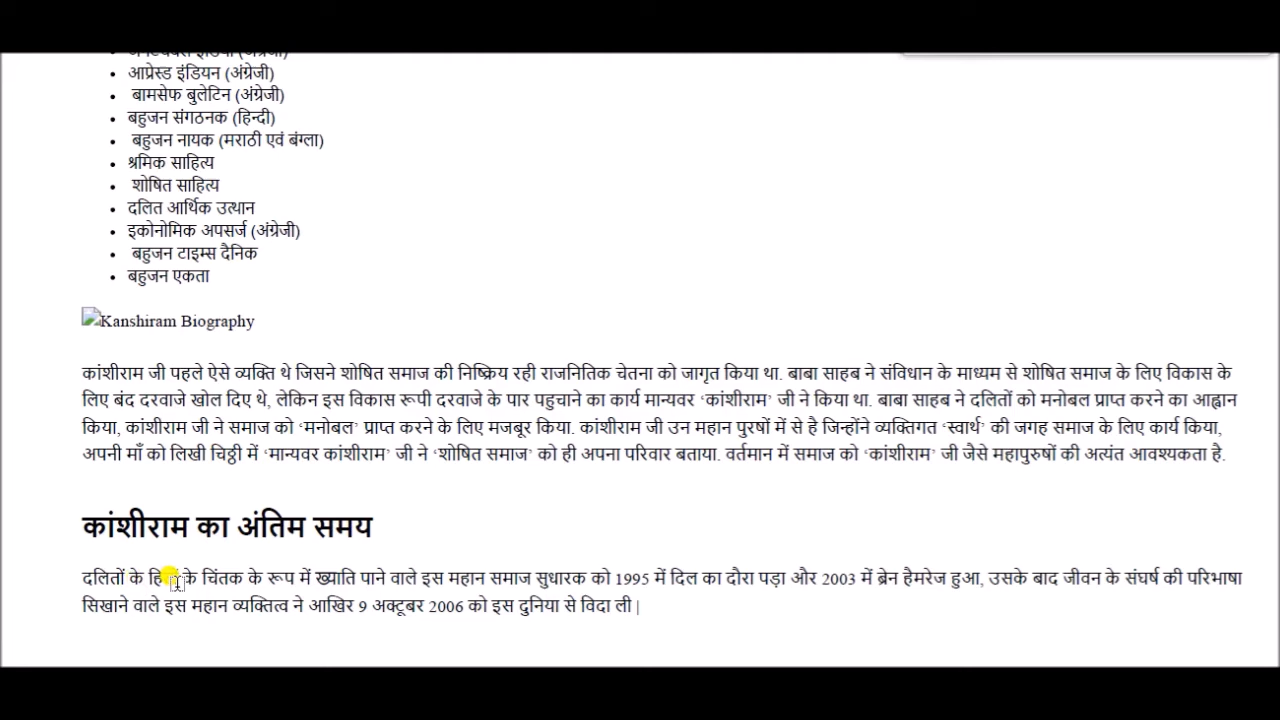 आप्रेस्ड इंडियन (अंग्रेजी)
बामसेफ बुलेटिन (अंग्रेजी)
बहुजन संगठनक (हिन्दी)
बहुजन नायक (मराठी एवं बंग्ला)
श्रमिक साहित्य
शोषित साहित्य
दलित आर्थिक उत्थान
इकोनोमिक अपसर्ज (अंग्रेजी)
बहुजन टाइम्स दैनिक
बहुजन एकता
Kanshiram Biography
कांशीराम जी पहले ऐसे व्यक्ति थे जिसने शोषित समाज की निष्क्रिय रही राजनितिक चेतना को जागृत किया था. बाबा साहब ने संविधान के माध्यम से शोषित समाज के लिए विकास के
लिए बंद दरवाजे खोल दिए थे, लेकिन इस विकास रूपी दरवाजे के पार पहुचाने का कार्य मान्यवर ‘कांशीराम’ जी ने किया था. बाबा साहब ने दलितों को मनोबल प्राप्त करने का आह्वान
किया, कांशीराम जी ने समाज को ‘मनोबल’ प्राप्त करने के लिए मजबूर किया. कांशीराम जी उन महान पुरषों में से है जिन्होंने व्यक्तिगत ‘स्वार्थ’ की जगह समाज के लिए कार्य किया,
अपनी माँ को लिखी चिठ्ठी में ‘मान्यवर कांशीराम’ जी ने ‘शोषित समाज’ को ही अपना परिवार बताया. वर्तमान में समाज को ‘कांशीराम’ जी जैसे महापुरुषों की अत्यंत आवश्यकता है.
कांशीराम का अंतिम समय
दलितों के के चिंतक के रूप में ख्याति पाने वाले इस महान समाज सुधारक को 1995 में दिल का दौरा पड़ा और 2003 में ब्रेन हैमरेज हुआ, उसके बाद जीवन के संघर्ष की परिभाषा
सिखाने वाले इस महान व्यक्तित्व ने आखिर 9 अक्टूबर 2006 को इस दुनिया से विदा ली |